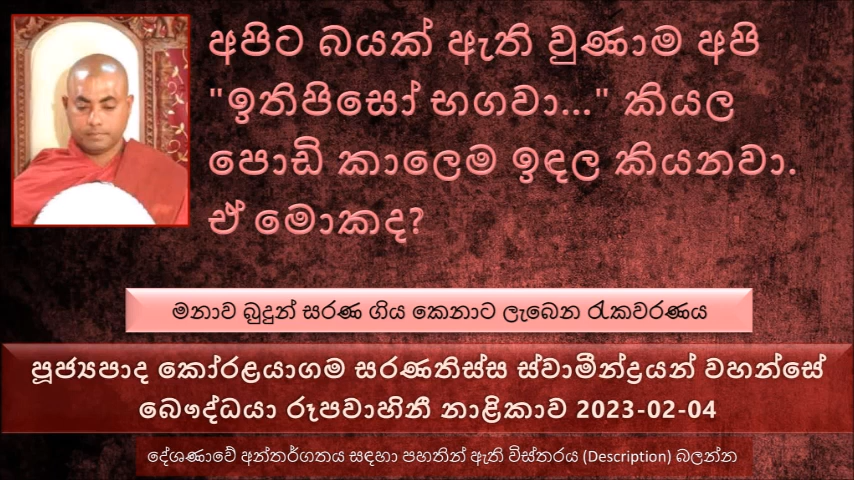 අපිට බයක් ඇති වුණාම අපි
"ඉතිපිසෝ භගවා..." කියල
පොඩි කාලෙම ඉඳල කියනවා.
ඒ මොකද?
මනාව බුදුන් සරණ ගිය කෙනාට ලැබෙන රැකවරණය
පූජ්‍යපාද කෝරළයාගම සරණතිස්ස ස්වාමීන්ද්‍රයන් වහන්සේ
බෞද්ධයා රූපවාහිනී නාළිකාව 2023-02-04
දේශණාවේ අන්තර්ගතය සඳහා පහතින් ඇති විස්තරය (Description) බලන්න